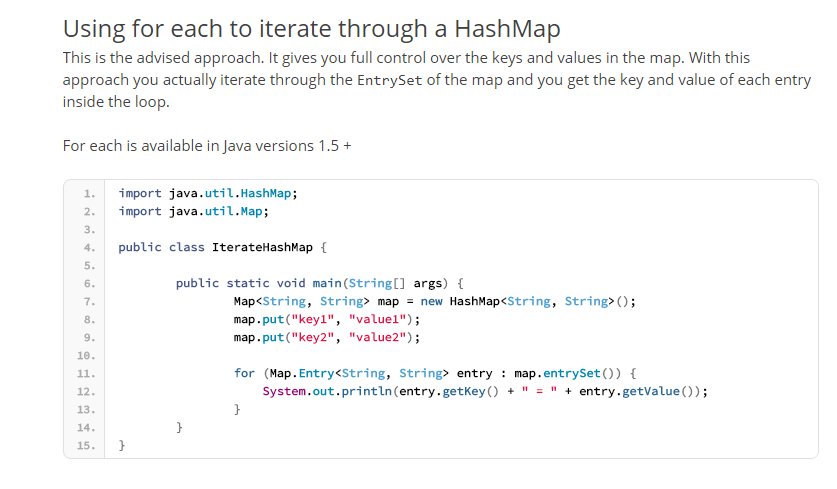 Using for each to iterate through a HashMap
This is the advised approach. It gives you full control over the keys and values in the map. With this
approach you actually iterate through the EntrySet of the map and you get the key and value of each entry
inside the loop.
For each is available in Java versions 1.5 +
1. import java.util.HashMap;
2. import java.util.Map;
3.
4. public class IterateHashMap {
5.
6. public static void main(String[] args) {
7. Map<String, String> map = new HashMap<String, String>();
8. map.put("key1", "value1");
9. map.put("key2", "value2");
10.
11. for (Map.Entry<String, String> entry : map.entrySet()) {
12. System.out.println(entry.getKey() + " = " + entry.getValue());
13. }
14. }
15. }